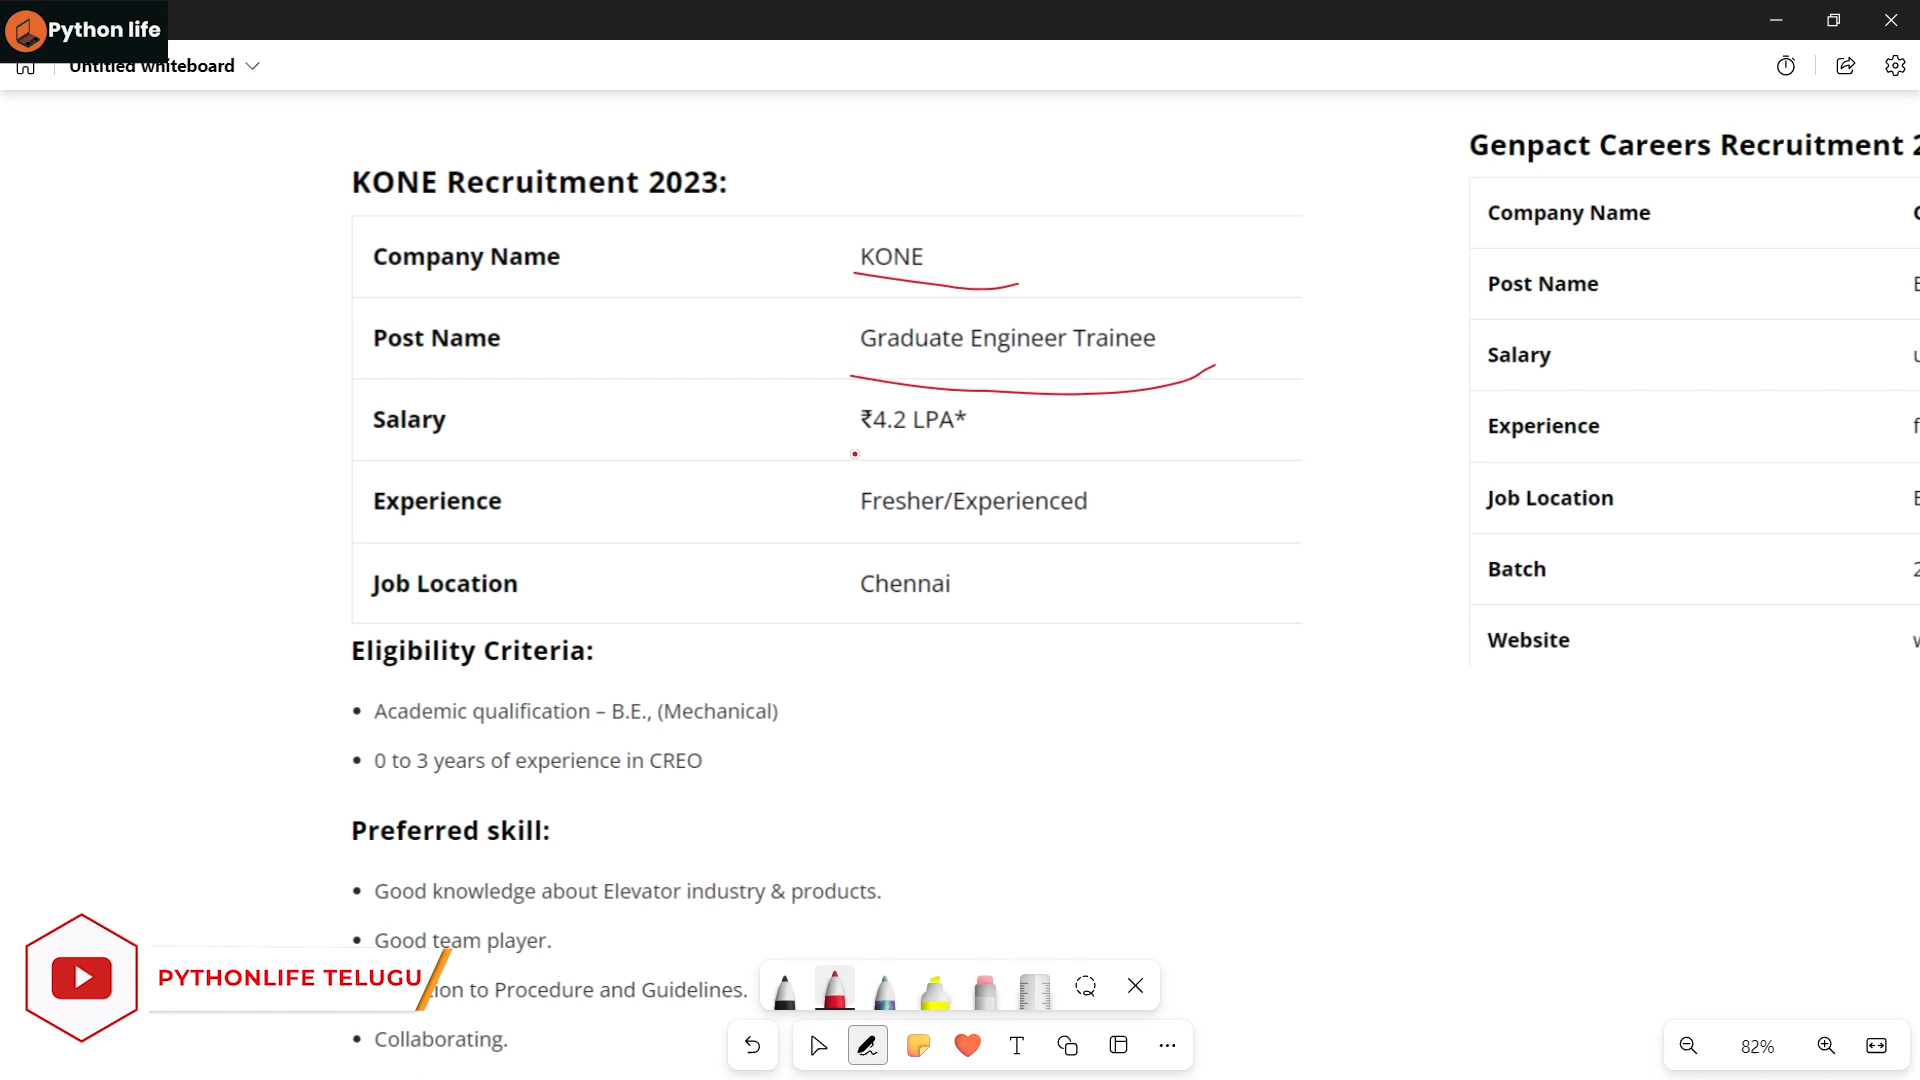 Python life
Untitled whiteboard
KONE Recruitment 2023:
Company Name KONE
Post Name Graduate Engineer Trainee
Salary ₹4.2 LPA*
Experience Fresher/Experienced
Job Location Chennai
Eligibility Criteria:
• Academic qualification – B.E., (Mechanical)
• 0 to 3 years of experience in CREO
Preferred skill:
• Good knowledge about Elevator industry & products.
• Good team player.
to Procedure and Guidelines.
• Collaborating.
Genpact Careers Recruitment
Company Name
Post Name
Salary
Experience
Job Location
Batch
Website
PYTHONLIFE TELUGU
82%